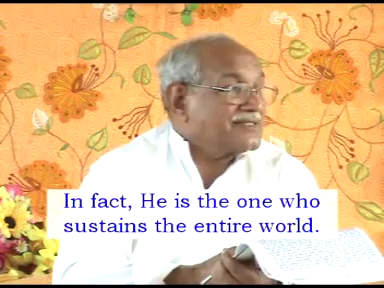 In fact, He is the one who
sustains the entire world.